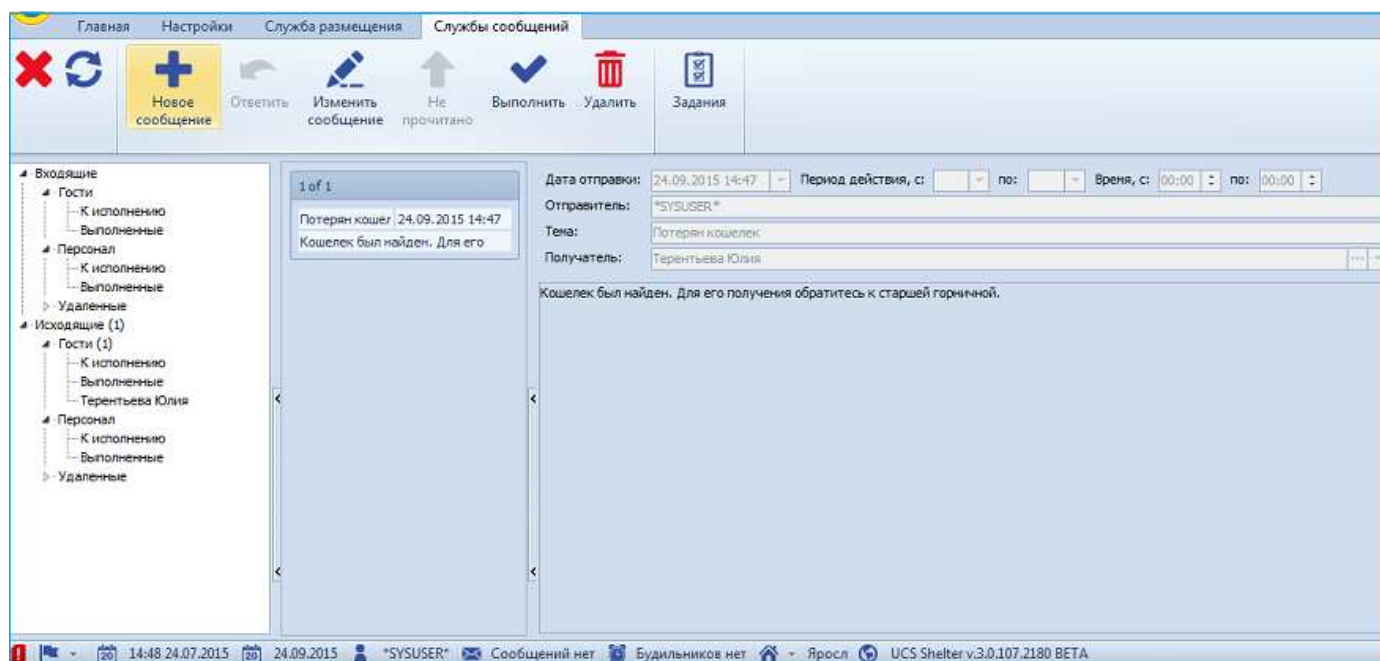 Главная Настройки Служба размещения Службы сообщений
Новое сообщение
Ответить
Изменить сообщение
Не прочитано
Выполнить
Удалить
Задания
Входящие
Гости
К исполнению
Выполненные
Персонал
К исполнению
Выполненные
Удаленные
Исходящие (1)
Гости (1)
К исполнению
Выполненные
Терентьева Юлия
Персонал
К исполнению
Выполненные
Удаленные
1 of 1
Потерян кошел 24.09.2015 14:47
Кошелек был найден. Для его
Дата отправки: 24.09.2015 14:47 Период действия, с: по: Время, с: 00:00 по: 00:00
Отправитель: *SYSUSER*
Тема: Потерян кошелек
Получатель: Терентьева Юлия
Кошелек был найден. Для его получения обратитесь к старшей горничной.
14:48 24.07.2015 24.09.2015 *SYSUSER* Сообщений нет Будильников нет Яросл UCS Shelter v.3.0.107.2180 BETA